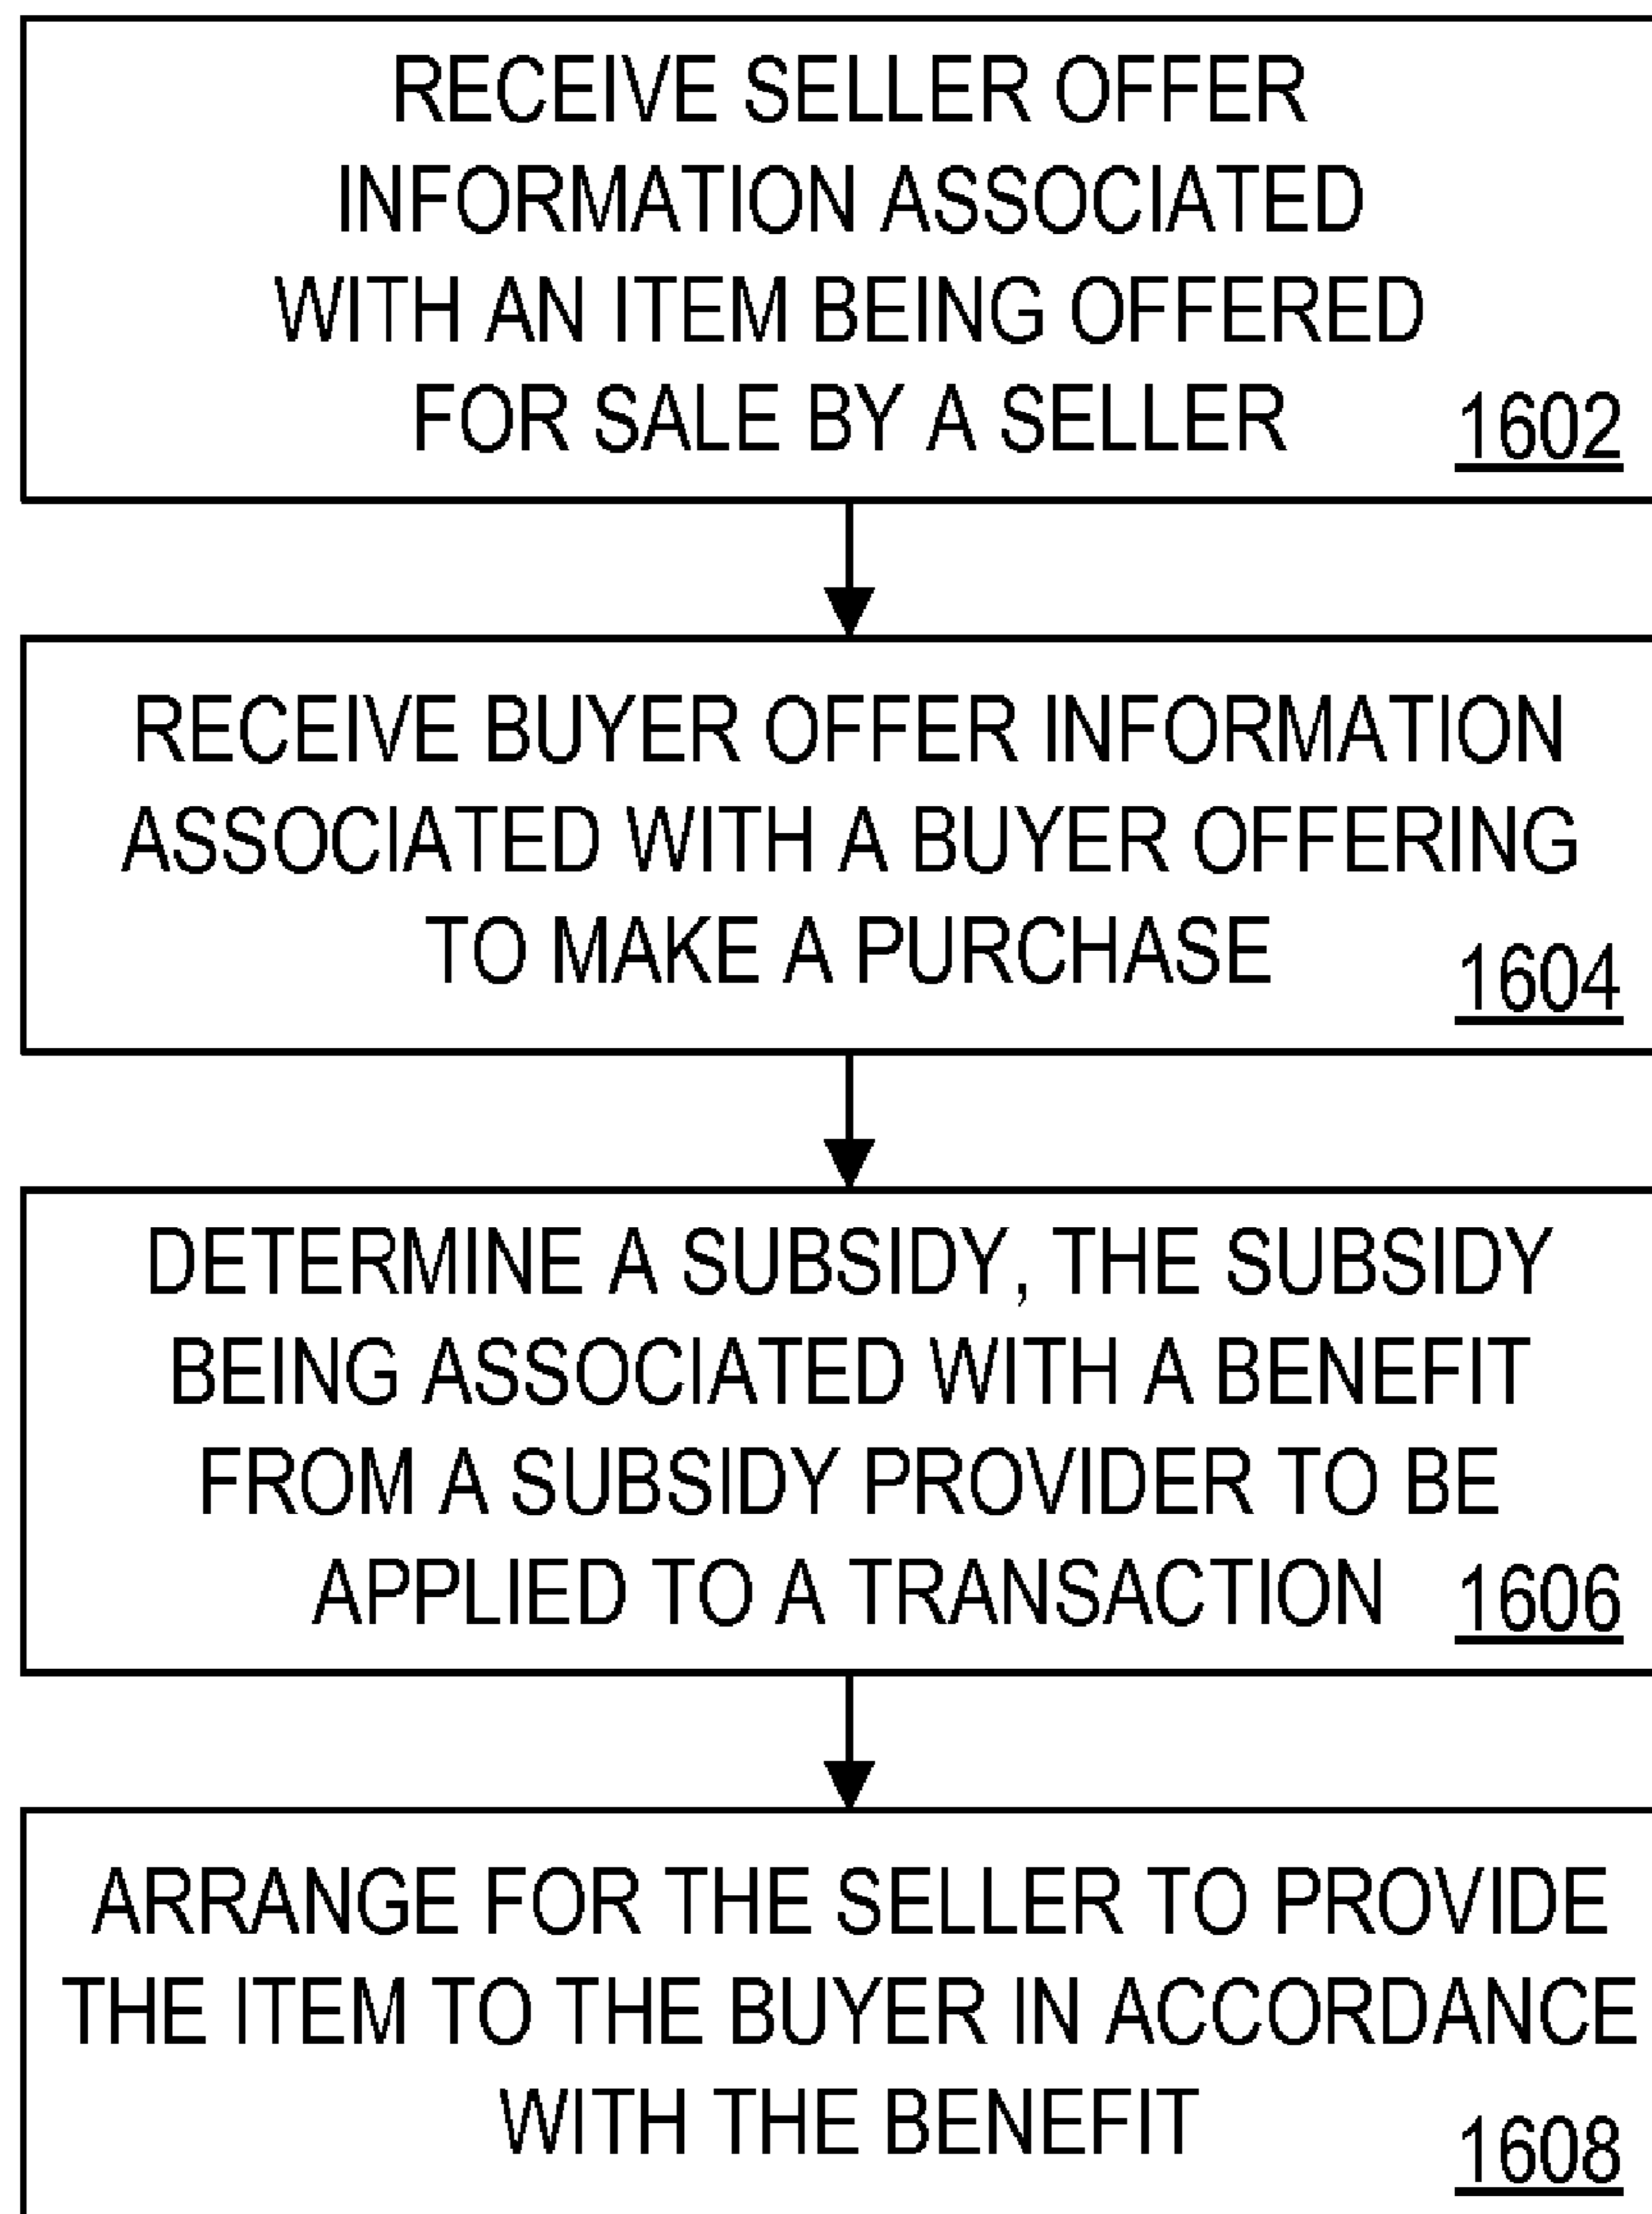 RECEIVE SELLER OFFER
INFORMATION ASSOCIATED
WITH AN ITEM BEING OFFERED
FOR SALE BY A SELLER
1602
RECEIVE BUYER OFFER INFORMATION
ASSOCIATED WITH A BUYER OFFERING
TO MAKE A PURCHASE
1604
DETERMINE A SUBSIDY, THE SUBSIDY
BEING ASSOCIATED WITH A BENEFIT
FROM A SUBSIDY PROVIDER TO BE
APPLIED TO A TRANSACTION
1606
ARRANGE FOR THE SELLER TO PROVIDE
THE ITEM TO THE BUYER IN ACCORDANCE
WITH THE BENEFIT
1608